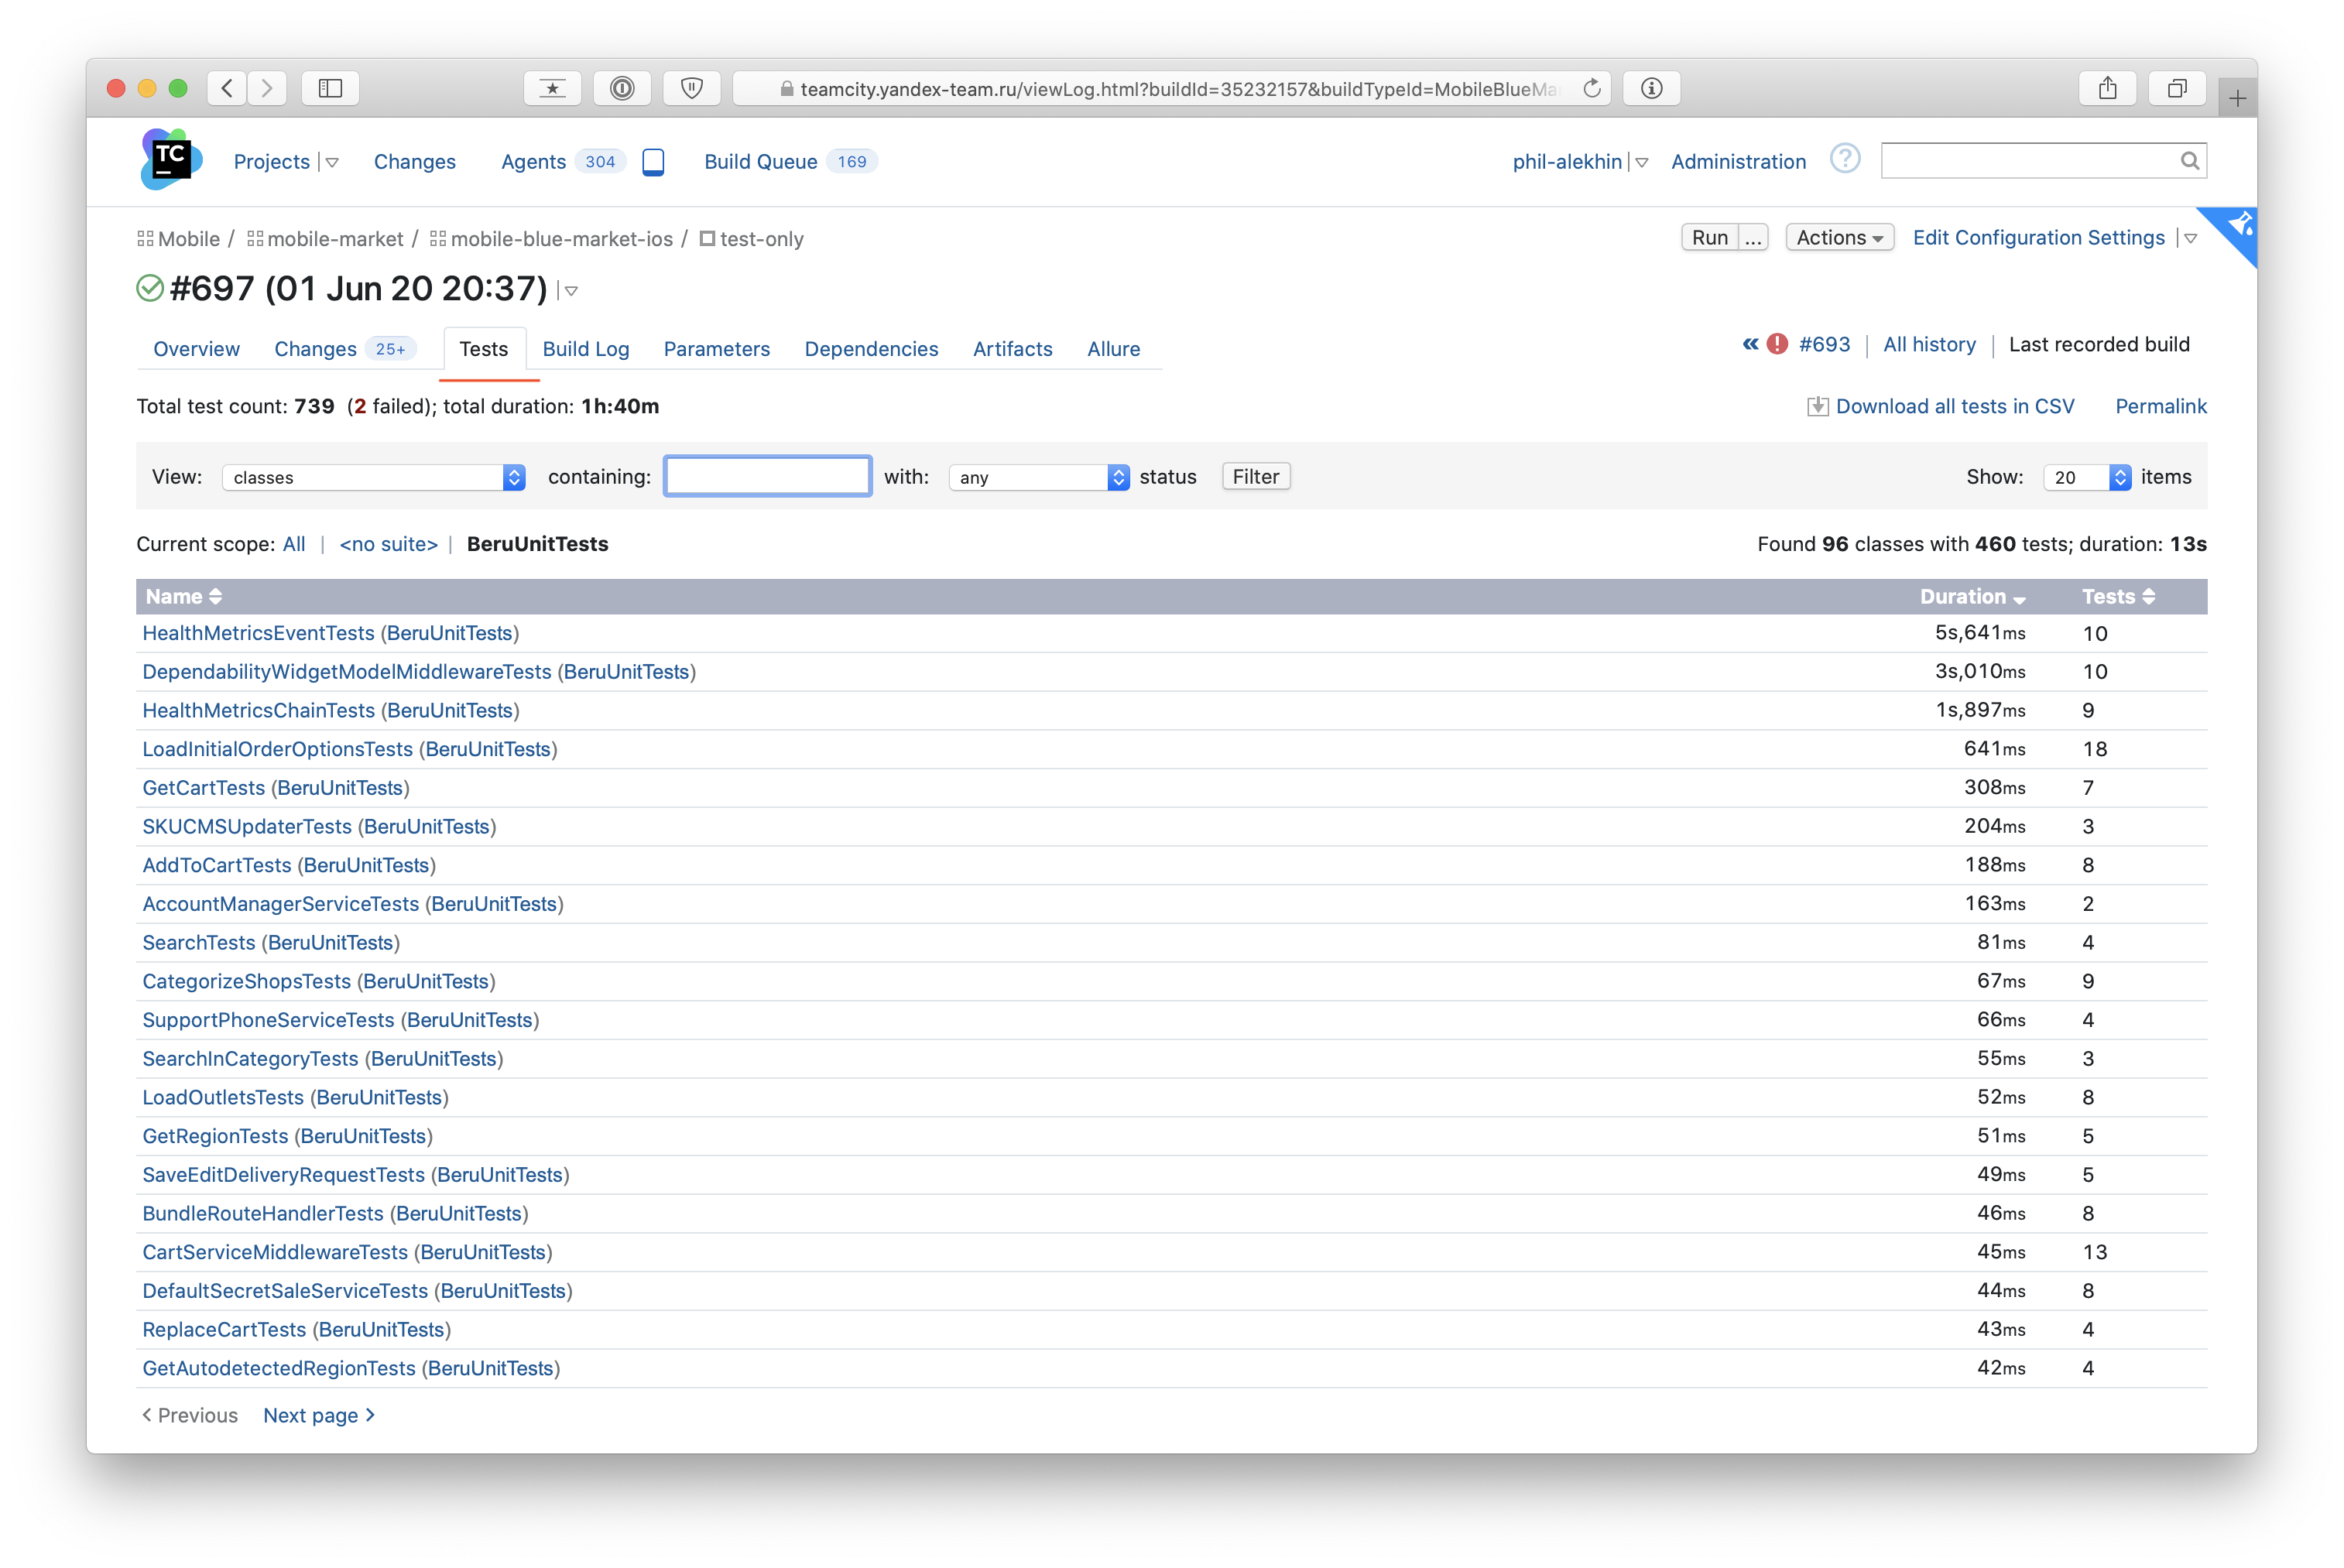 teamcity.yandex-team.ru/viewLog.html?buildId=35232157&buildTypeId=MobileBlueMa
TC
Projects Changes Agents 304 Build Queue 169 phil-alekhin Administration ?
Mobile / mobile-market / mobile-blue-market-ios / test-only Run ... Actions Edit Configuration Settings
#697 (01 Jun 20 20:37)
Overview Changes 25+ Tests Build Log Parameters Dependencies Artifacts Allure « #693 | All history | Last recorded build
Total test count: 739 (2 failed); total duration: 1h:40m Download all tests in CSV Permalink
View: classes containing: with: any status Filter Show: 20 items
Current scope: All | <no suite> | BeruUnitTests Found 96 classes with 460 tests; duration: 13s
Name Duration Tests
HealthMetricsEventTests (BeruUnitTests) 5s,641ms 10
DependabilityWidgetModelMiddlewareTests (BeruUnitTests) 3s,010ms 10
HealthMetricsChainTests (BeruUnitTests) 1s,897ms 9
LoadInitialOrderOptionsTests (BeruUnitTests) 641ms 18
GetCartTests (BeruUnitTests) 308ms 7
SKUCMSUpdaterTests (BeruUnitTests) 204ms 3
AddToCartTests (BeruUnitTests) 188ms 8
AccountManagerServiceTests (BeruUnitTests) 163ms 2
SearchTests (BeruUnitTests) 81ms 4
CategorizeShopsTests (BeruUnitTests) 67ms 9
SupportPhoneServiceTests (BeruUnitTests) 66ms 4
SearchInCategoryTests (BeruUnitTests) 55ms 3
LoadOutletsTests (BeruUnitTests) 52ms 8
GetRegionTests (BeruUnitTests) 51ms 5
SaveEditDeliveryRequestTests (BeruUnitTests) 49ms 5
BundleRouteHandlerTests (BeruUnitTests) 46ms 8
CartServiceMiddlewareTests (BeruUnitTests) 45ms 13
DefaultSecretSaleServiceTests (BeruUnitTests) 44ms 8
ReplaceCartTests (BeruUnitTests) 43ms 4
GetAutodetectedRegionTests (BeruUnitTests) 42ms 4
Previous Next page